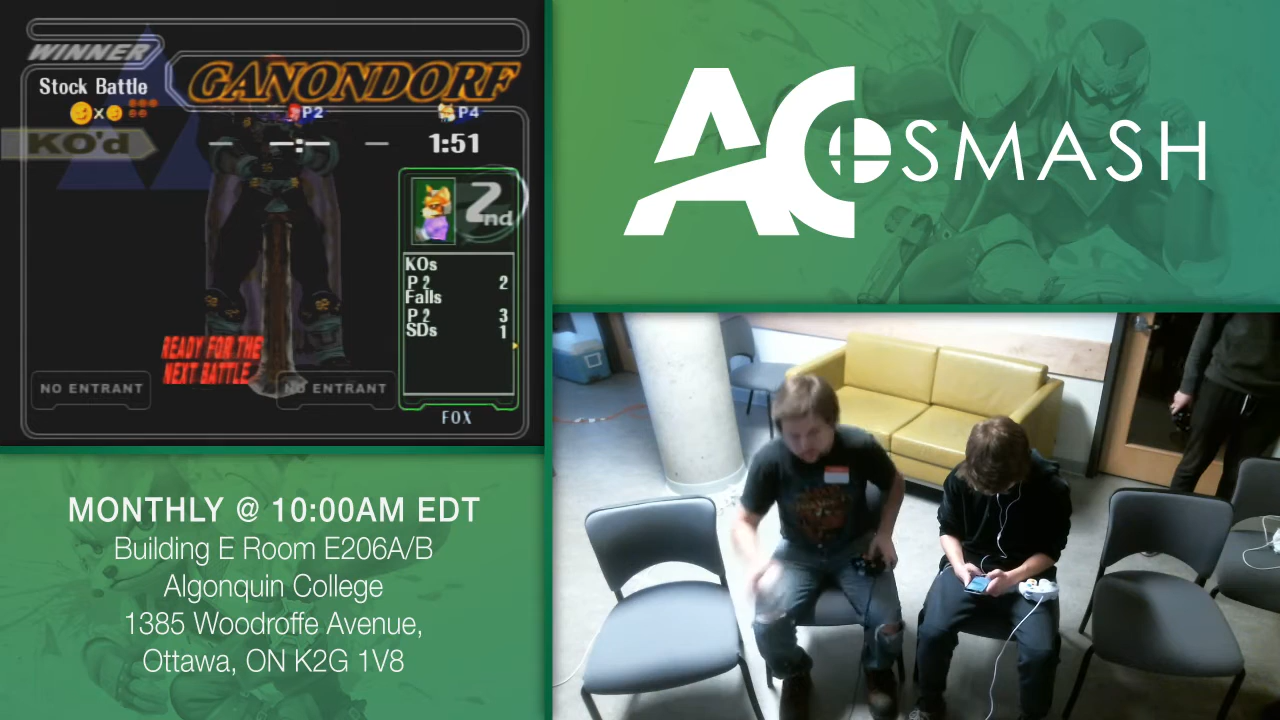 WINNER
GANONDORF
Stock Battle
x
P2
P4
KO'd
— —:— —
1:51
2nd
KOs
P 2 2
Falls
P 2 3
SDs 1
READY FOR THE
NEXT BATTLE
NO ENTRANT
NO ENTRANT
FOX
AC SMASH
MONTHLY @ 10:00AM EDT
Building E Room E206A/B
Algonquin College
1385 Woodroffe Avenue,
Ottawa, ON K2G 1V8